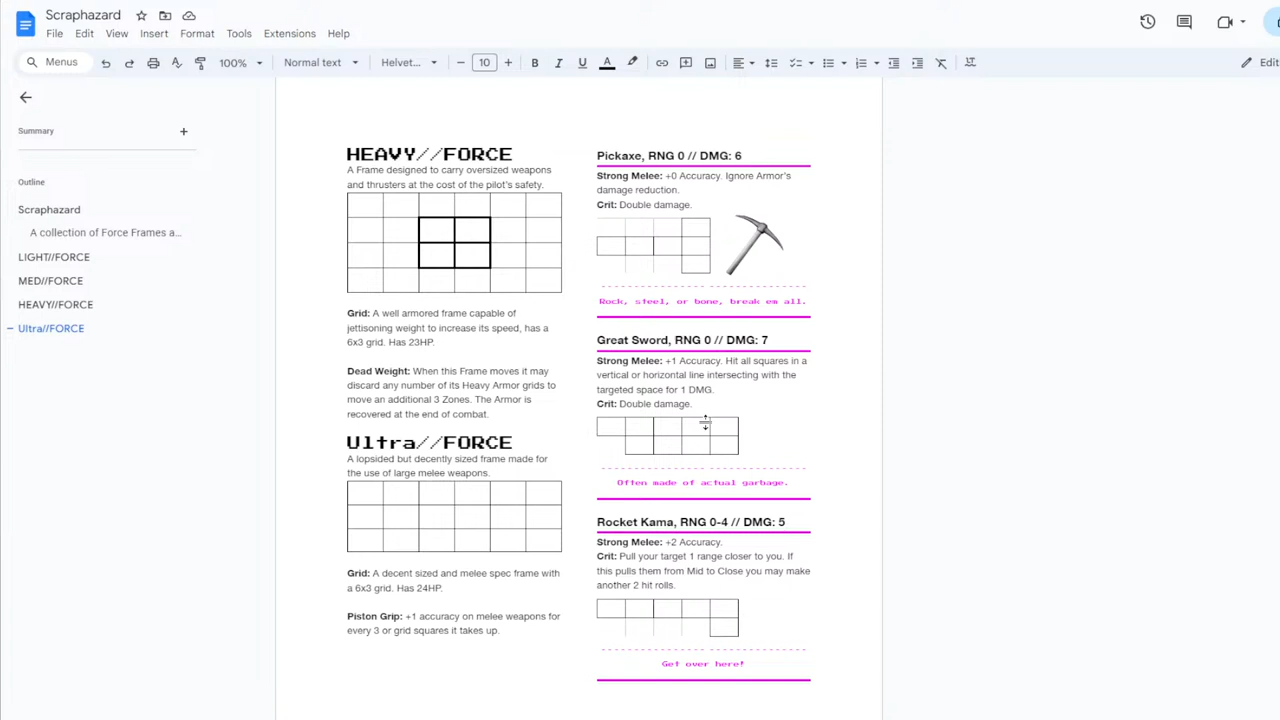 Scraphazard
File Edit View Insert Format Tools Extensions Help
Menus 100% Normal text Helvet... 10 B I U A Edit
Summary
Outline
Scraphazard
A collection of Force Frames a...
LIGHT//FORCE
MED//FORCE
HEAVY//FORCE
Ultra//FORCE
HEAVY//FORCE
A Frame designed to carry oversized weapons
and thrusters at the cost of the pilot's safety.
Grid: A well armored frame capable of
jettisoning weight to increase its speed, has a
6x3 grid. Has 23HP.
Dead Weight: When this Frame moves it may
discard any number of its Heavy Armor grids to
move an additional 3 Zones. The Armor is
recovered at the end of combat.
Ultra//FORCE
A lopsided but decently sized frame made for
the use of large melee weapons.
Grid: A decent sized and melee spec frame with
a 6x3 grid. Has 24HP.
Piston Grip: +1 accuracy on melee weapons for
every 3 or grid squares it takes up.
Pickaxe, RNG 0 // DMG: 6
Strong Melee: +0 Accuracy. Ignore Armor's
damage reduction.
Crit: Double damage.
Rock, steel, or bone, break em all.
Great Sword, RNG 0 // DMG: 7
Strong Melee: +1 Accuracy. Hit all squares in a
vertical or horizontal line intersecting with the
targeted space for 1 DMG.
Crit: Double damage.
Often made of actual garbage.
Rocket Kama, RNG 0-4 // DMG: 5
Strong Melee: +2 Accuracy.
Crit: Pull your target 1 range closer to you. If
this pulls them from Mid to Close you may make
another 2 hit rolls.
Get over here!